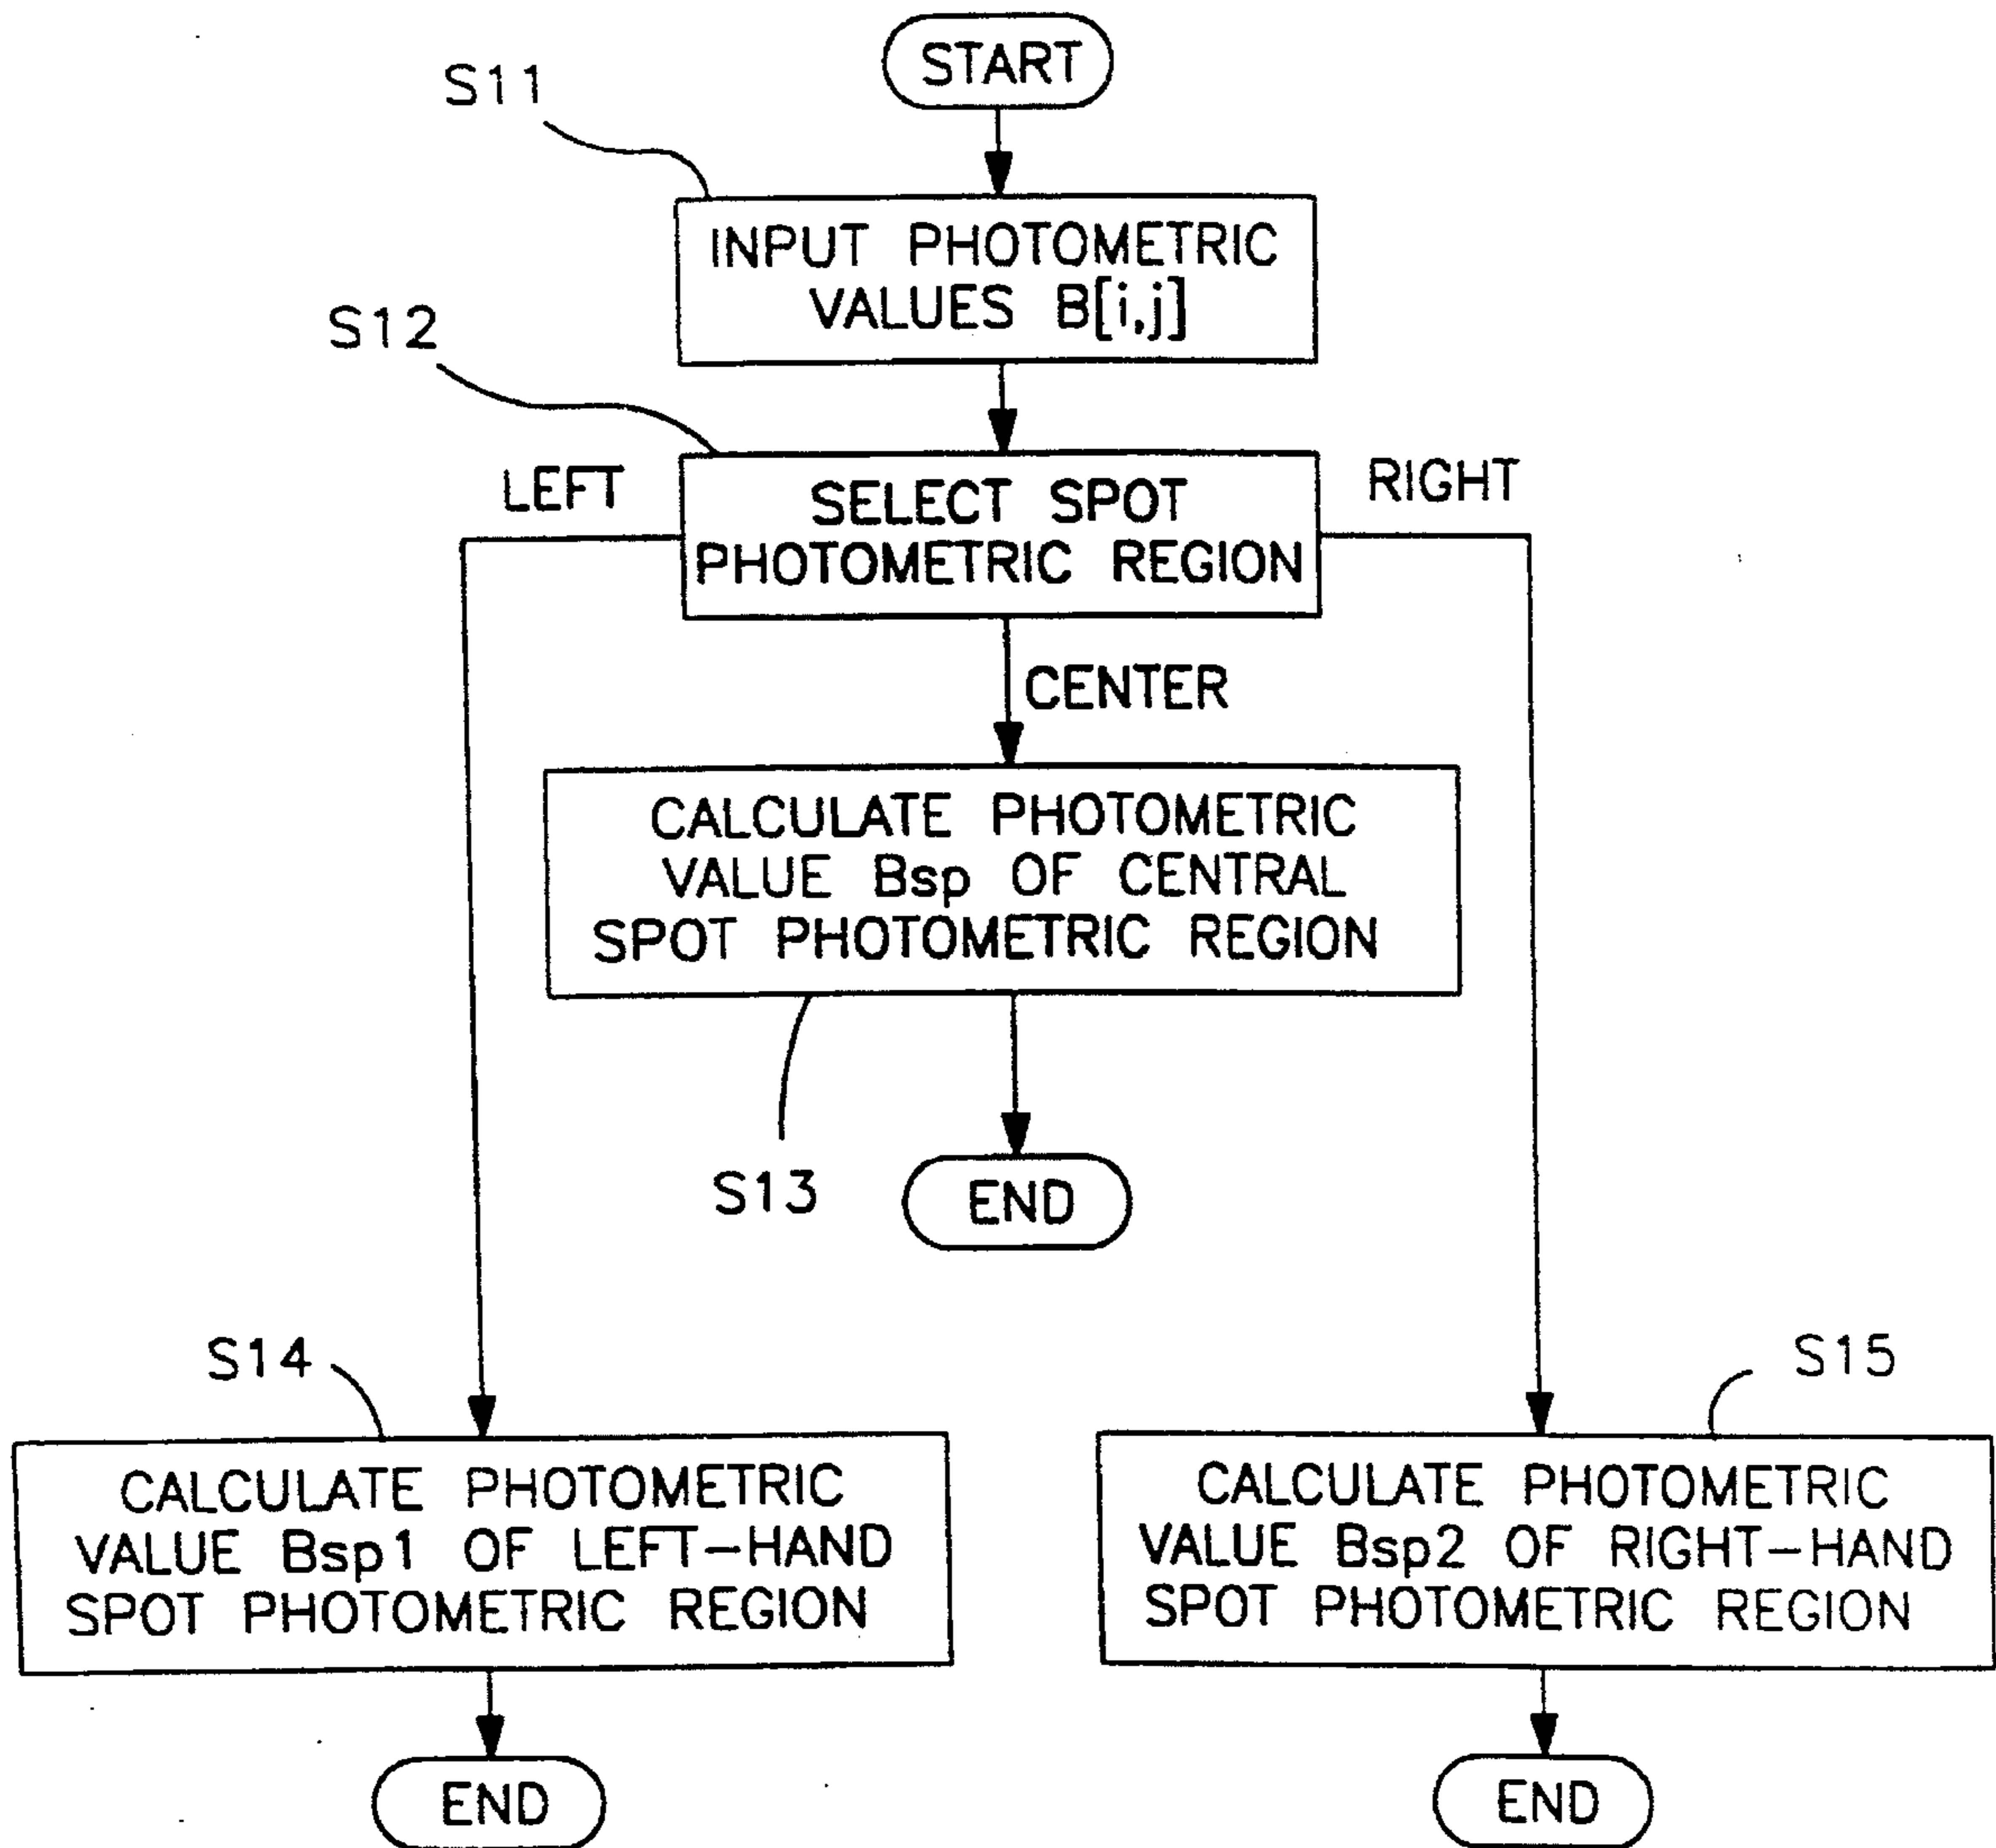 START
S11
INPUT PHOTOMETRIC
VALUES B[i,j]
S12
LEFT
SELECT SPOT
PHOTOMETRIC REGION
RIGHT
CENTER
CALCULATE PHOTOMETRIC
VALUE Bsp OF CENTRAL
SPOT PHOTOMETRIC REGION
S13
END
S14
CALCULATE PHOTOMETRIC
VALUE Bsp1 OF LEFT-HAND
SPOT PHOTOMETRIC REGION
END
S15
CALCULATE PHOTOMETRIC
VALUE Bsp2 OF RIGHT-HAND
SPOT PHOTOMETRIC REGION
END